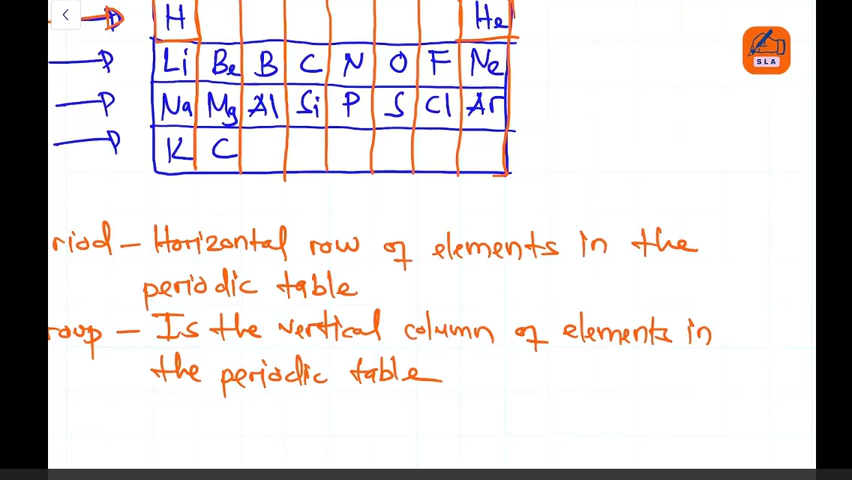 P H He
P Li Be B C N O F Ne
P Na Mg Al Si P S Cl Ar
P K C
SLA
riod – Horizontal row of elements in the
periodic table
roup – Is the vertical column of elements in
the periodic table